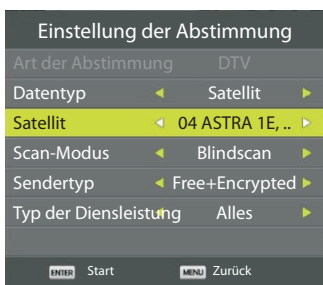 Einstellung der Abstimmung
Art der Abstimmung DTV
Datentyp Satellit
Satellit 04 ASTRA 1E, ..
Scan-Modus Blindscan
Sendertyp Free+Encrypted
Typ der Diensleistung Alles
ENTER Start MENU Zurück